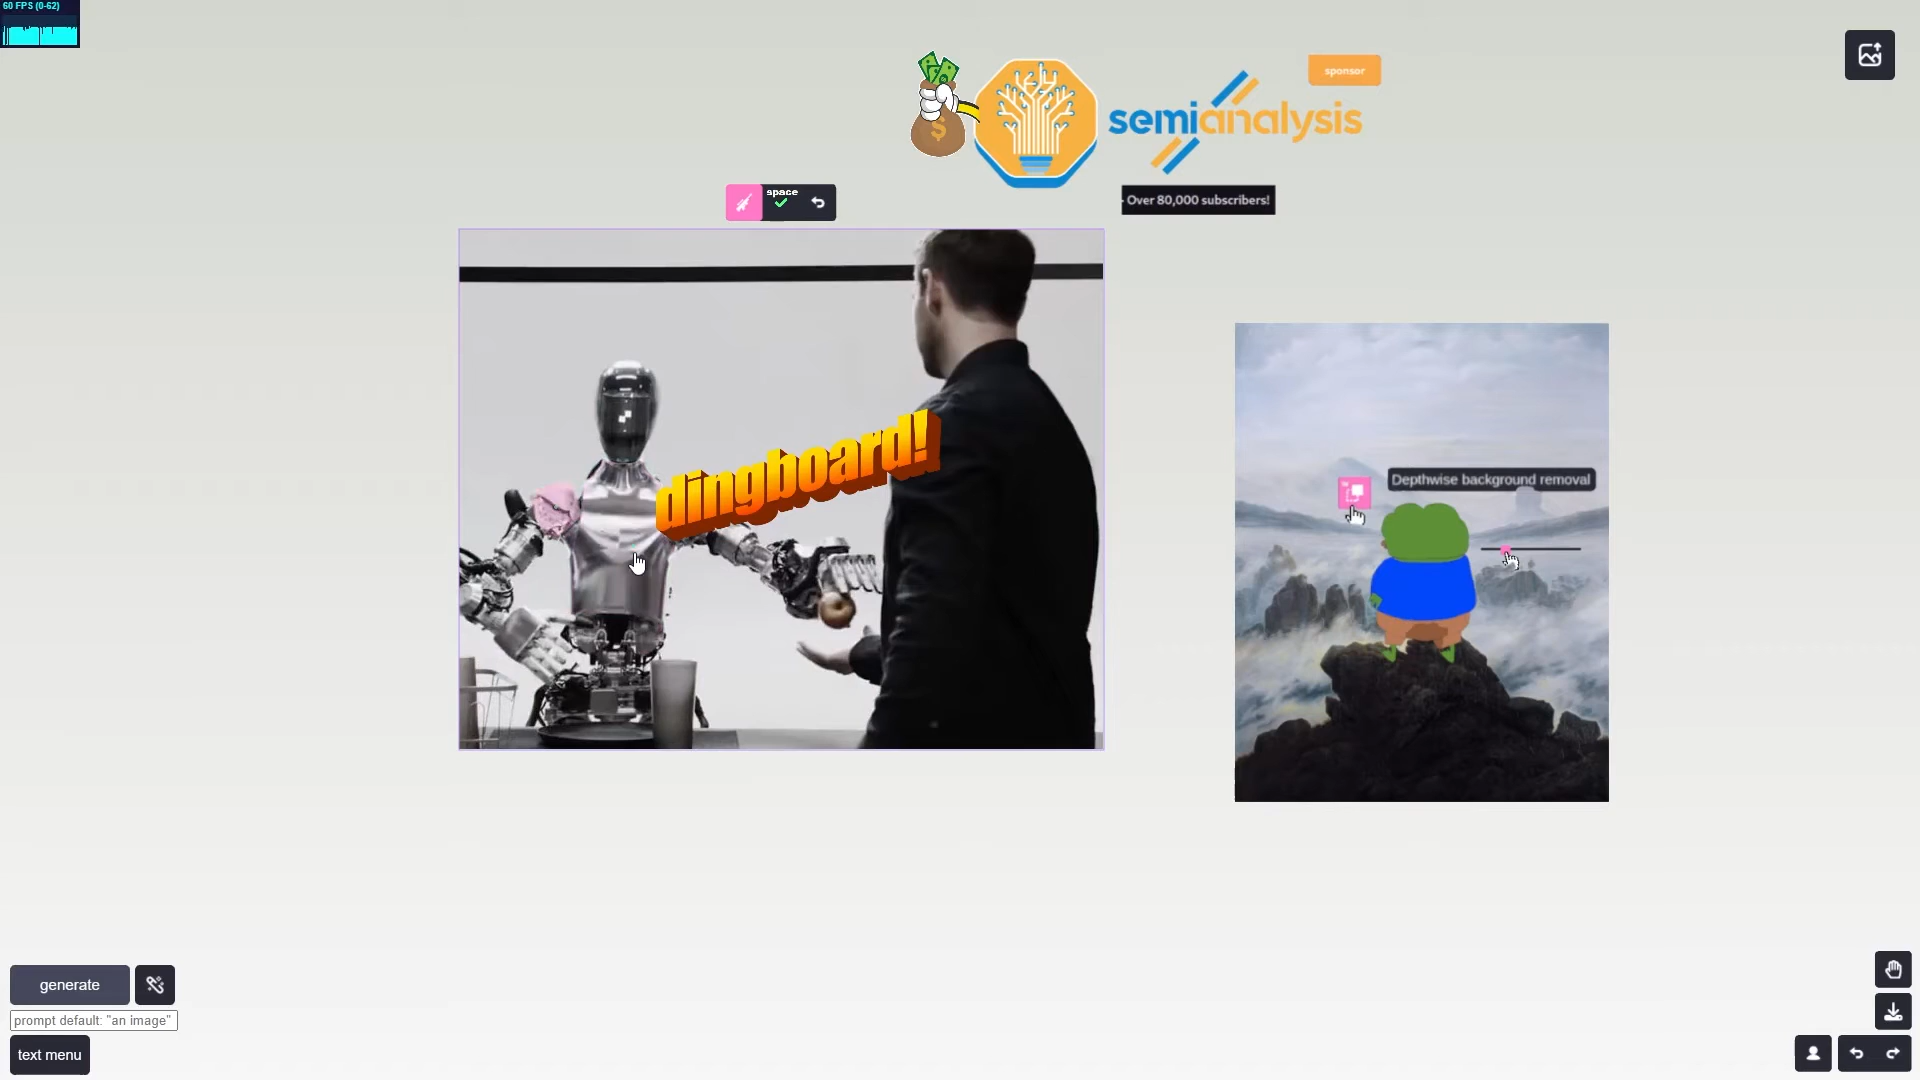 60 FPS (0-62)
sponsor
semianalysis
Over 80,000 subscribers!
space
dingboard!
Depthwise background removal
generate
prompt default: "an image"
text menu